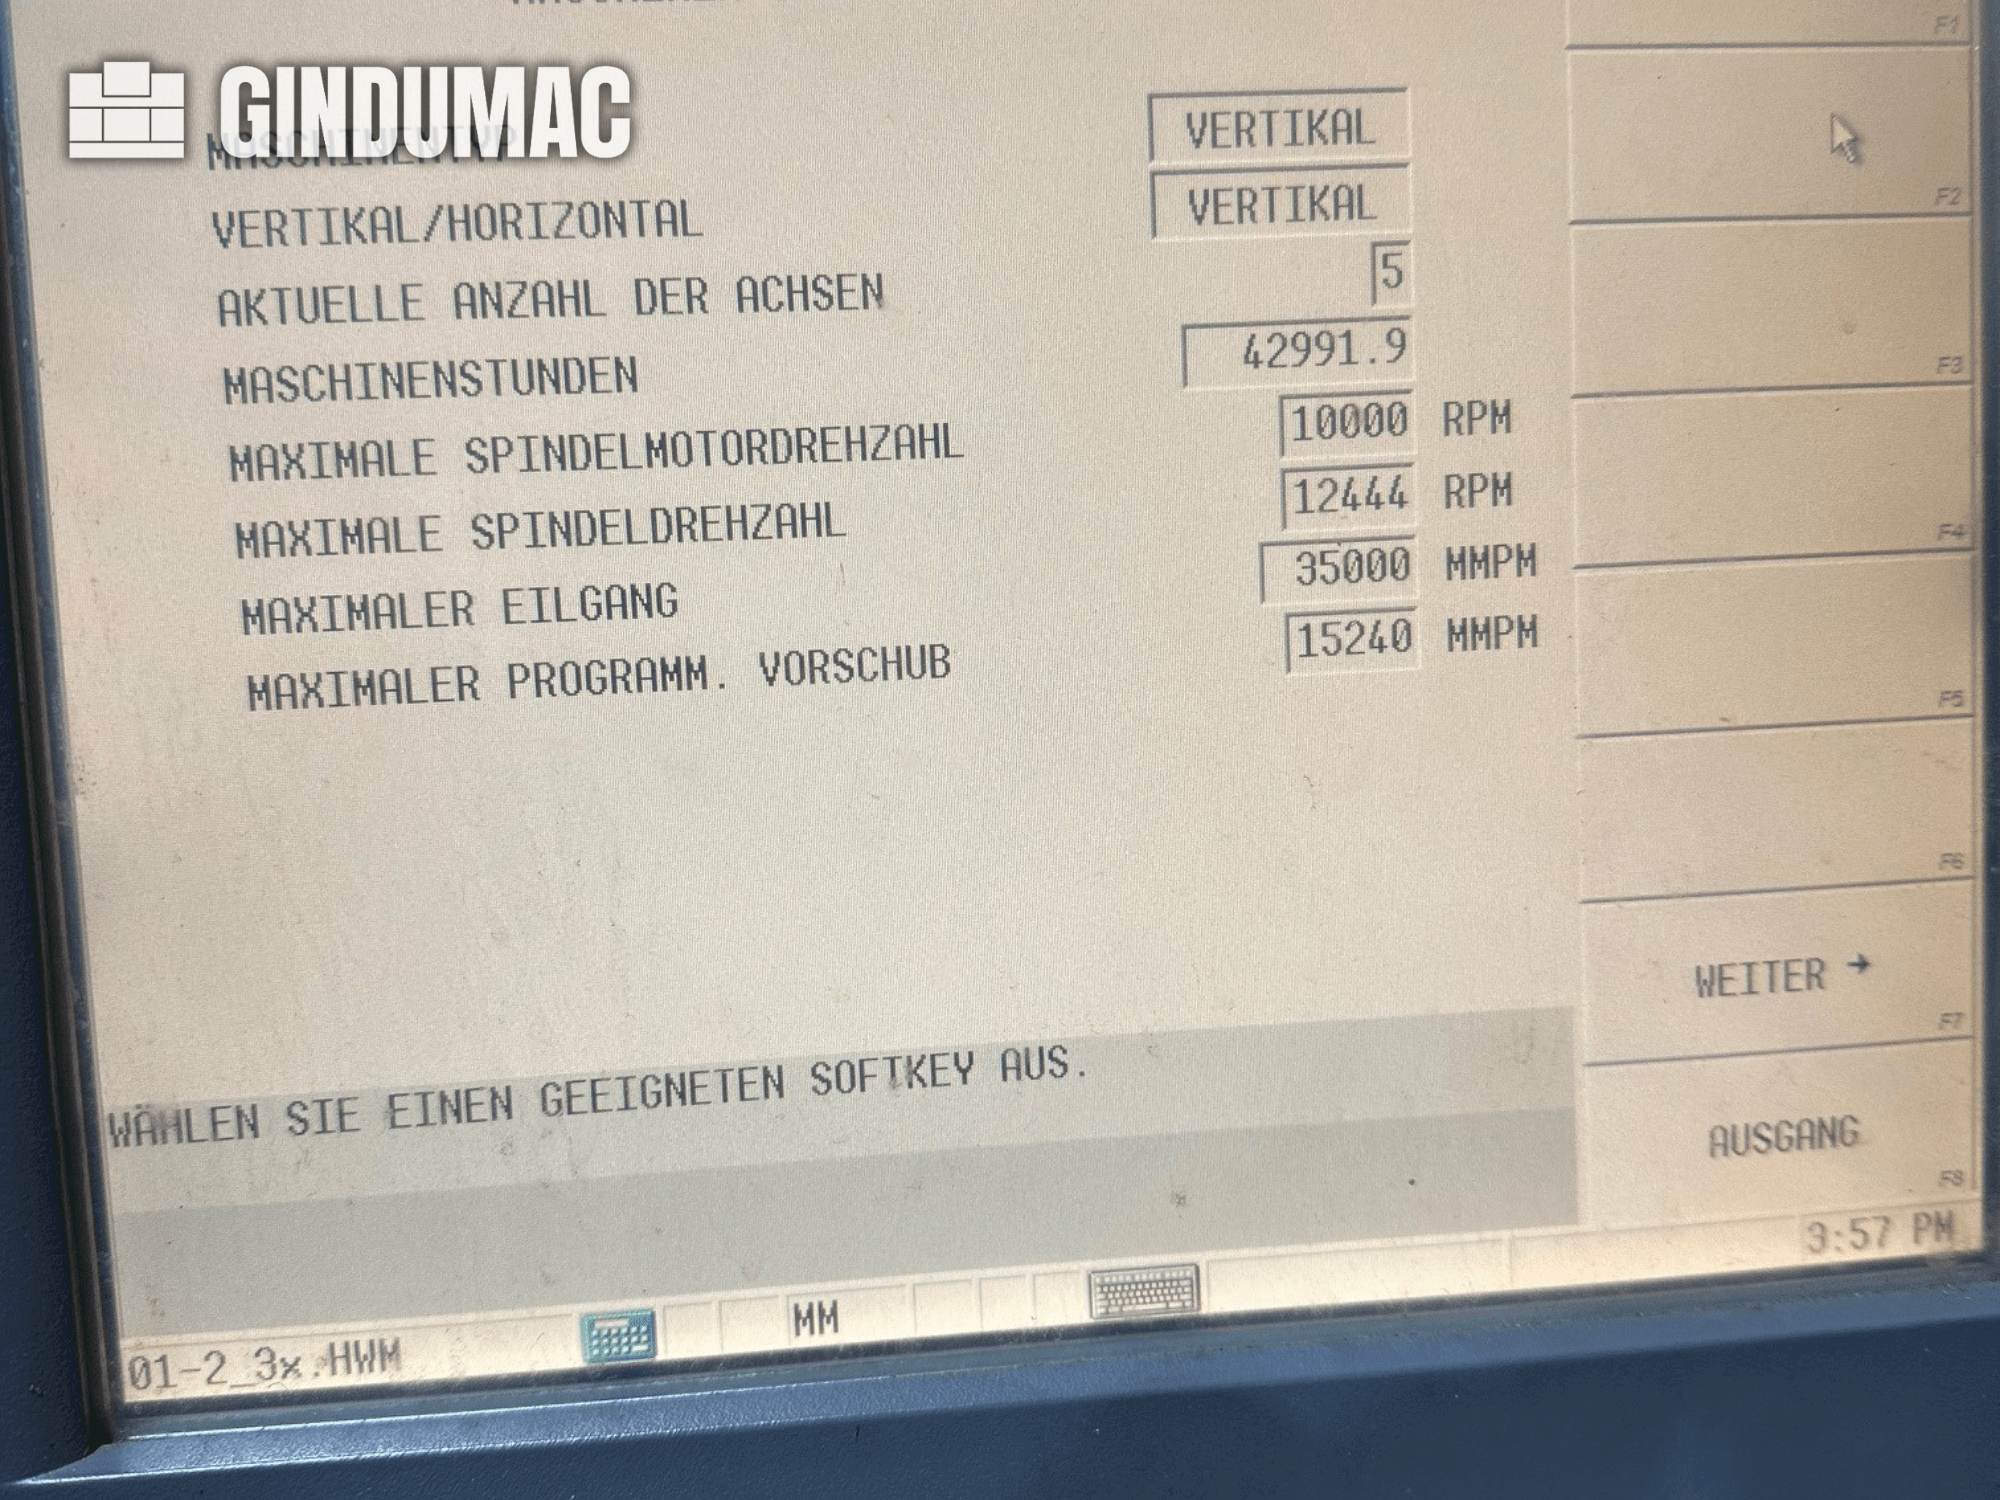 GINDUMAC
MASCHINENTYP VERTIKAL
VERTIKAL/HORIZONTAL VERTIKAL
AKTUELLE ANZAHL DER ACHSEN 5
MASCHINENSTUNDEN 42991.9
MAXIMALE SPINDELMOTORDREHZAHL 10000 RPM
MAXIMALE SPINDELDREHZAHL 12444 RPM
MAXIMALER EILGANG 35000 MMPM
MAXIMALER PROGRAMM. VORSCHUB 15240 MMPM
F1
F2
F3
F4
F5
F6
WEITER →
F7
AUSGANG
F8
WÄHLEN SIE EINEN GEEIGNETEN SOFTKEY AUS.
3:57 PM
01-2_3x.HWM MM